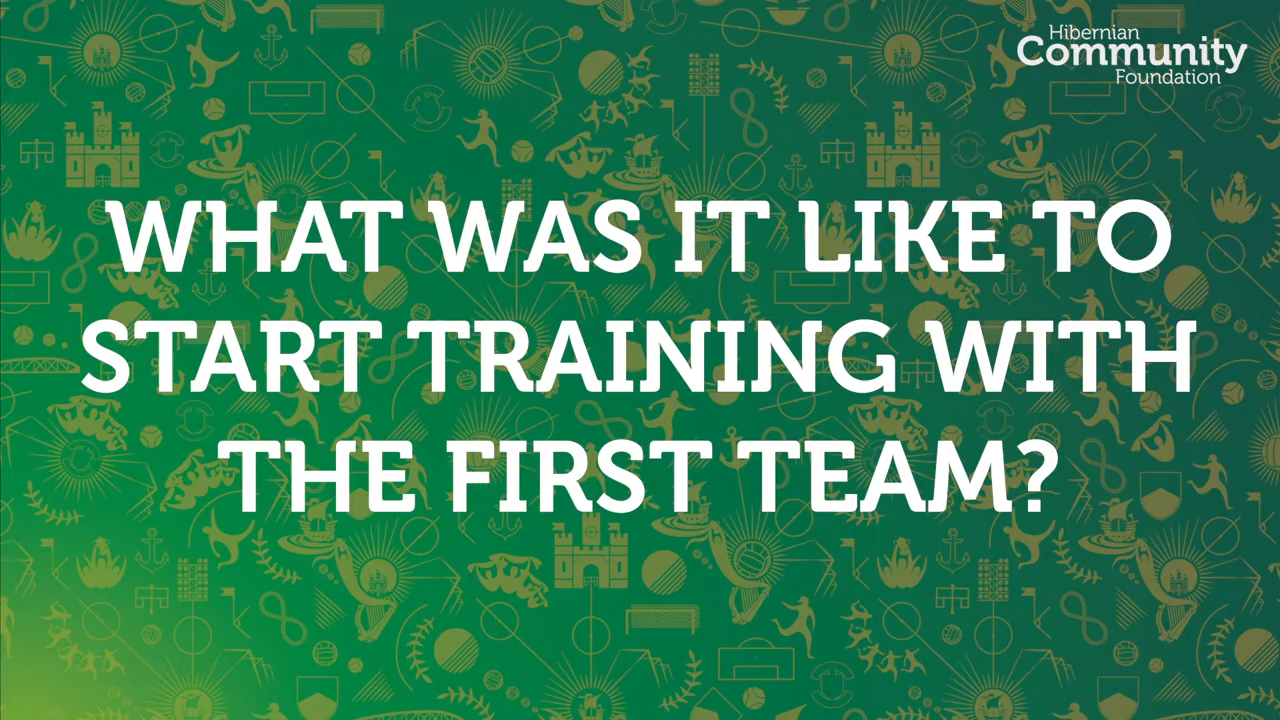 Hibernian
Community
Foundation
WHAT WAS IT LIKE TO
START TRAINING WITH
THE FIRST TEAM?